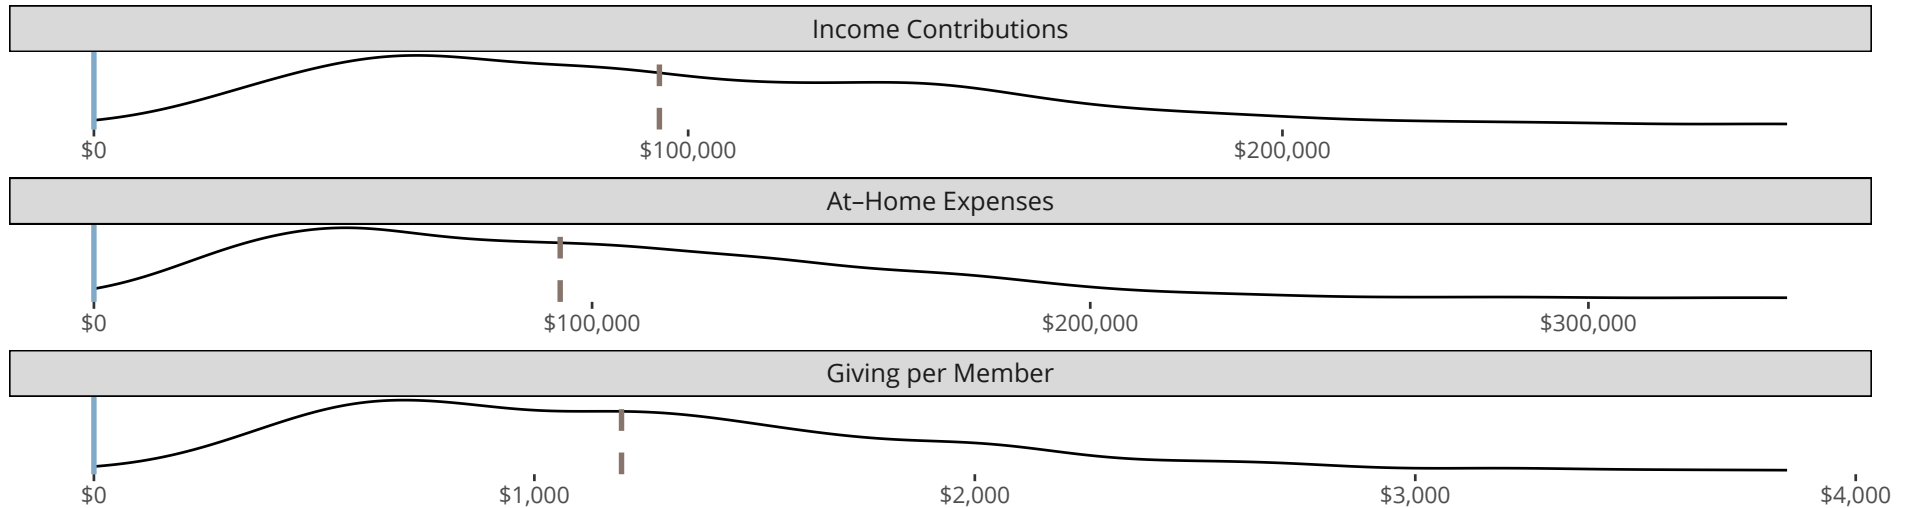 Income Contributions
$0 $100,000 $200,000
At–Home Expenses
$0 $100,000 $200,000 $300,000
Giving per Member
$0 $1,000 $2,000 $3,000 $4,000